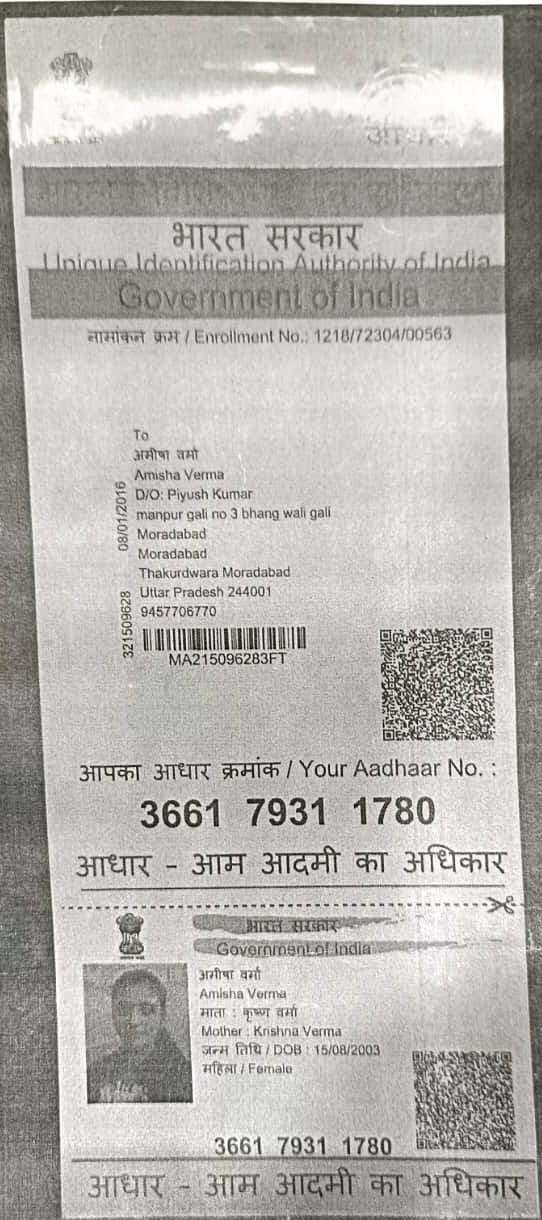 भारत सरकार
Unique Identification Authority of India
Government of India
नामांकन क्रम / Enrollment No.: 1218/72304/00563
To
अमीषा वर्मा
Amisha Verma
D/O: Piyush Kumar
manpur gali no 3 bhang wali gali
Moradabad
Moradabad
Thakurdwara Moradabad
Uttar Pradesh 244001
9457706770
08/01/2016
321509628
MA215096283FT
आपका आधार क्रमांक / Your Aadhaar No. :
3661 7931 1780
आधार - आम आदमी का अधिकार
भारत सरकार
Government of India
अमीषा वर्मा
Amisha Verma
माता : कृष्ण वर्मा
Mother : Krishna Verma
जन्म तिथि / DOB : 15/08/2003
महिला / Female
3661 7931 1780
आधार - आम आदमी का अधिकार